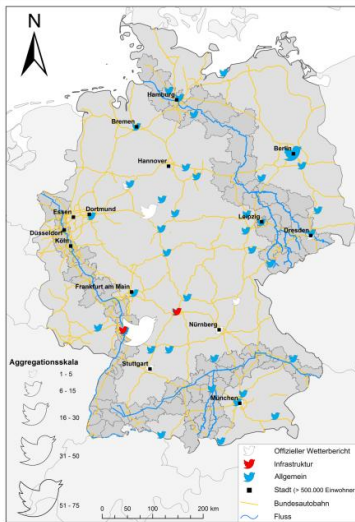 N
Hamburg
Bremen
Berlin
Hannover
Essen
Dortmund
Düsseldorf
Köln
Leipzig
Dresden
Frankfurt am Main
Nürnberg
Stuttgart
München
Aggregationsskala
1 - 5
6 - 15
16 - 30
31 - 50
51 - 75
Offizieller Wetterbericht
Infrastruktur
Allgemein
Stadt (> 500.000 Einwohner)
Bundesautobahn
Fluss
0
50
100
200 km